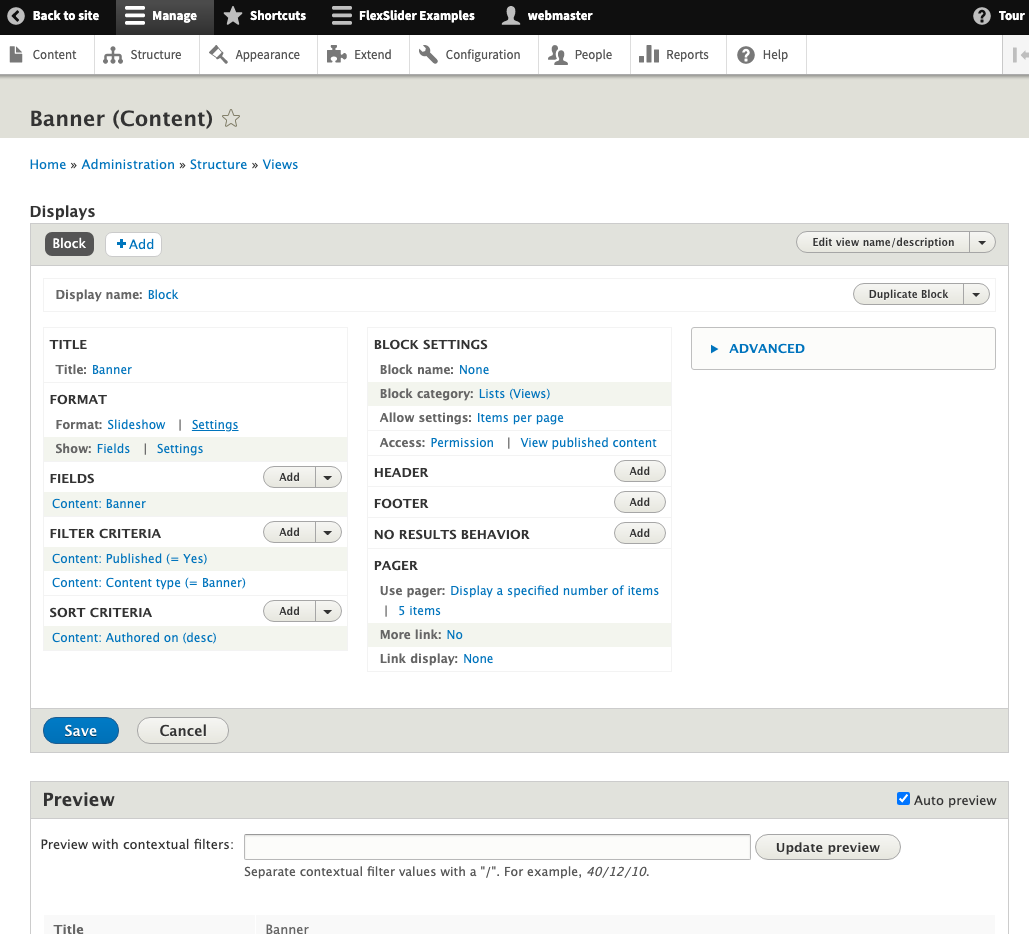 Back to site Manage Shortcuts FlexSlider Examples webmaster Tour
Content Structure Appearance Extend Configuration People Reports Help
Banner (Content)
Home » Administration » Structure » Views
Displays
Block Add Edit view name/description
Display name: Block Duplicate Block
TITLE
Title: Banner
FORMAT
Format: Slideshow | Settings
Show: Fields | Settings
FIELDS Add
Content: Banner
FILTER CRITERIA Add
Content: Published (= Yes)
Content: Content type (= Banner)
SORT CRITERIA Add
Content: Authored on (desc)
BLOCK SETTINGS
Block name: None
Block category: Lists (Views)
Allow settings: Items per page
Access: Permission | View published content
HEADER Add
FOOTER Add
NO RESULTS BEHAVIOR Add
PAGER
Use pager: Display a specified number of items
| 5 items
More link: No
Link display: None
ADVANCED
Save Cancel
Preview Auto preview
Preview with contextual filters: Update preview
Separate contextual filter values with a "/". For example, 40/12/10.
Title Banner